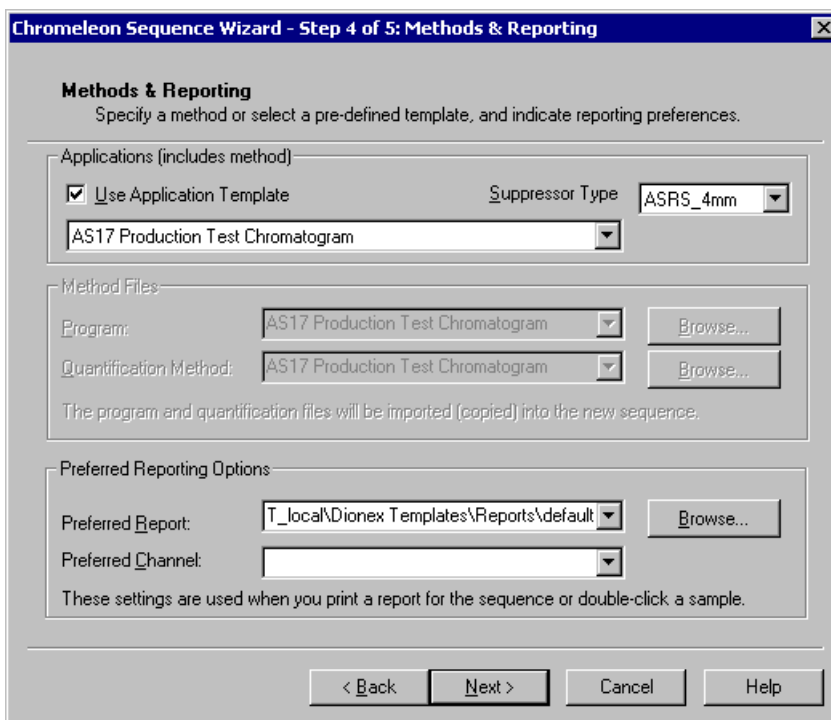 Chromeleon Sequence Wizard - Step 4 of 5: Methods & Reporting
Methods & Reporting
Specify a method or select a pre-defined template, and indicate reporting preferences.
Applications (includes method)
Use Application Template
Suppressor Type
ASRS_4mm
AS17 Production Test Chromatogram
Method Files
Program:
AS17 Production Test Chromatogram
Browse...
Quantification Method:
AS17 Production Test Chromatogram
Browse...
The program and quantification files will be imported (copied) into the new sequence.
Preferred Reporting Options
Preferred Report:
T_local\Dionex Templates\Reports\default
Browse...
Preferred Channel:
These settings are used when you print a report for the sequence or double-click a sample.
< Back
Next >
Cancel
Help